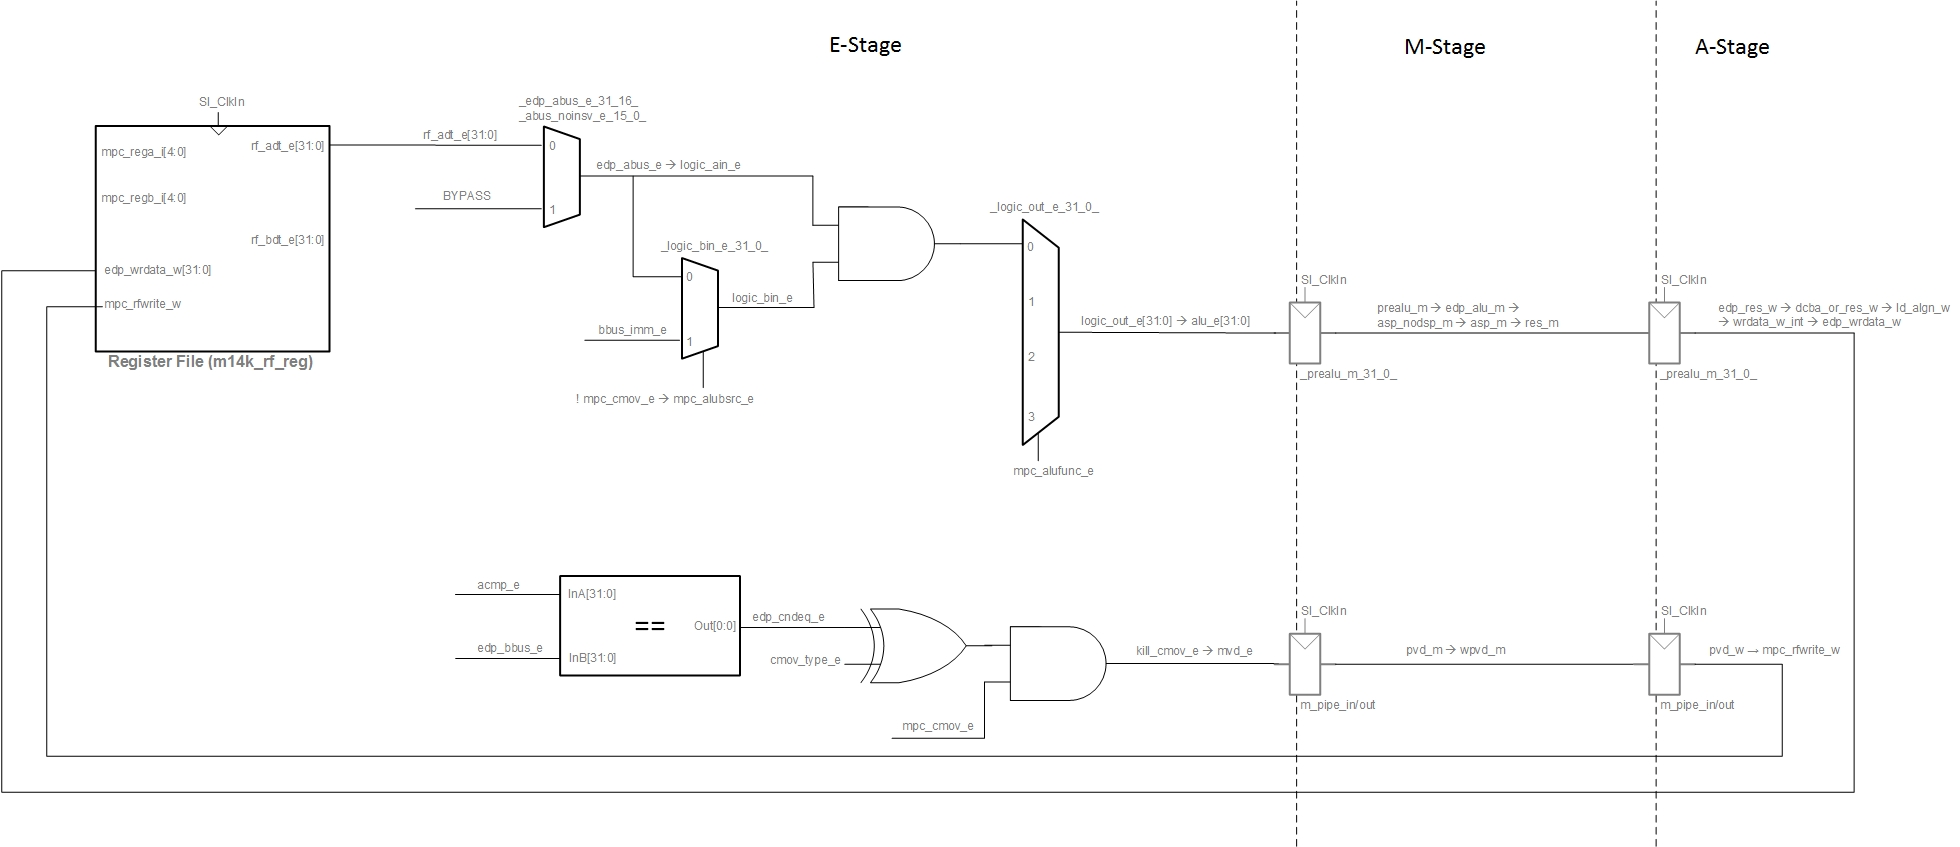 E-Stage
M-Stage
A-Stage
SI_ClkIn
mpc_rega_i[4:0]
rf_adt_e[31:0]
mpc_regb_i[4:0]
rf_bdt_e[31:0]
edp_wrdata_w[31:0]
mpc_rfwrite_w
Register File (m14k_rf_reg)
rf_adt_e[31:0]
BYPASS
_edp_abus_e_31_16_
_abus_noinsv_e_15_0_
0
1
edp_abus_e → logic_ain_e
_logic_bin_e_31_0_
0
1
bbus_imm_e
logic_bin_e
! mpc_cmov_e → mpc_alubsrc_e
_logic_out_e_31_0_
0
1
2
3
mpc_alufunc_e
logic_out_e[31:0] → alu_e[31:0]
SI_ClkIn
_prealu_m_31_0_
prealu_m → edp_alu_m →
asp_nodsp_m → asp_m → res_m
SI_ClkIn
_prealu_m_31_0_
edp_res_w → dcba_or_res_w → ld_algn_w
→ wrdata_w_int → edp_wrdata_w
acmp_e
edp_bbus_e
InA[31:0]
==
Out[0:0]
InB[31:0]
edp_cndeq_e
cmov_type_e
mpc_cmov_e
kill_cmov_e → mvd_e
SI_ClkIn
m_pipe_in/out
pvd_m → wpvd_m
SI_ClkIn
m_pipe_in/out
pvd_w → mpc_rfwrite_w